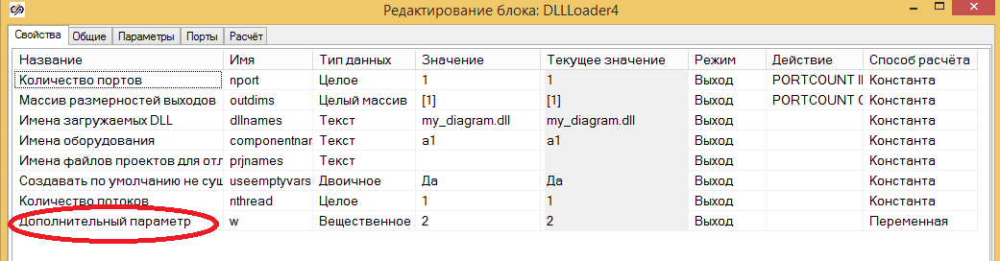 Редактирование блока: DLLLoader4
Свойства Общие Параметры Порты Расчёт
Название Имя Тип данных Значение Текущее значение Режим Действие Способ расчёта
Количество портов nport Целое 1 1 Выход PORTCOUNT Константа
Массив размерностей выходов outdims Целый массив [1] [1] Выход PORTCOUNT Константа
Имена загружаемых DLL dllnames Текст my_diagram.dll my_diagram.dll Выход Константа
Имена оборудования componentnam Текст a1 a1 Выход Константа
Имена файлов проектов для отл prjnames Текст Выход Константа
Создавать по умолчанию не сущ useemptyvars Двоичное Да Да Выход Константа
Количество потоков nthread Целое 1 1 Выход Константа
Дополнительный параметр w Вещественное 2 2 Выход Переменная